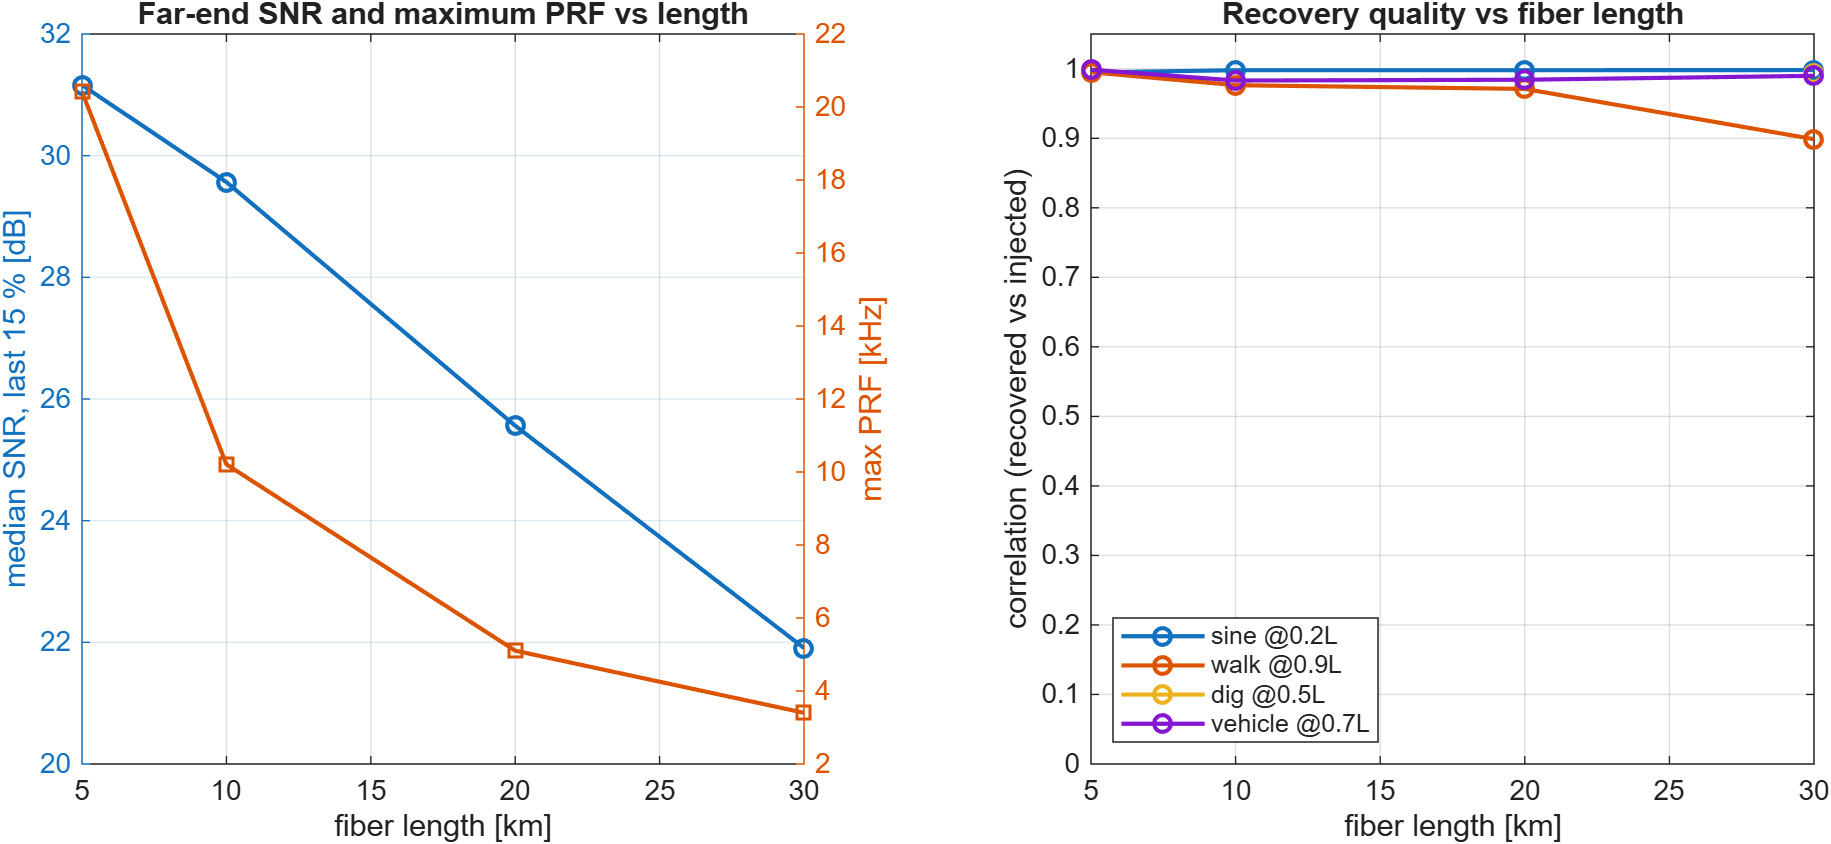 Far-end SNR and maximum PRF vs length
median SNR, last 15 % [dB]
32
30
28
26
24
22
20
22
20
18
16
14
12
10
8
6
4
2
max PRF [kHz]
5 10 15 20 25 30
fiber length [km]
Recovery quality vs fiber length
correlation (recovered vs injected)
1
0.9
0.8
0.7
0.6
0.5
0.4
0.3
0.2
0.1
0
sine @0.2L
walk @0.9L
dig @0.5L
vehicle @0.7L
5 10 15 20 25 30
fiber length [km]